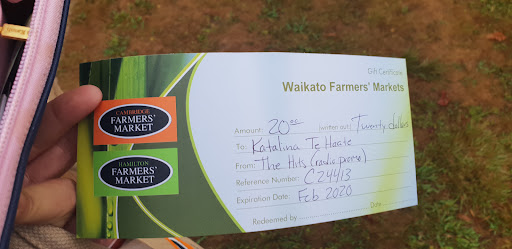 Gift Certificate
Waikato Farmers' Markets
CAMBRIDGE
FARMERS'
MARKET
HAMILTON
FARMERS'
MARKET
Amount: 20.00 (written out) Twenty dollars
To: Katalina Te Haate
From: The Hits (radio promo)
Reference Number: C24413
Expiration Date: Feb 2020
Redeemed by Date